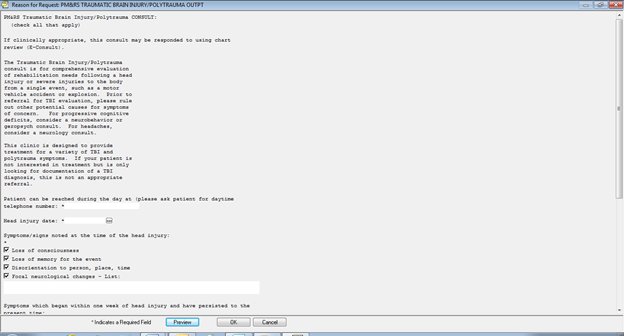 Reason for Request: PM&RS TRAUMATIC BRAIN INJURY/POLYTRAUMA OUTPT
PM&RS Traumatic Brain Injury/Polytrauma CONSULT:
(check all that apply)
If clinically appropriate, this consult may be responded to using chart
review (E-Consult).
The Traumatic Brain Injury/Polytrauma
consult is for comprehensive evaluation
of rehabilitation needs following a head
injury or severe injuries to the body
from a single event, such as a motor
vehicle accident or explosion. Prior to
referral for TBI evaluation, please rule
out other potential causes for symptoms
of concern. For progressive cognitive
deficits, consider a neurobehavior or
geropsych consult. For headaches,
consider a neurology consult.
This clinic is designed to provide
treatment for a variety of TBI and
polytrauma symptoms. If your patient is
not interested in treatment but is only
looking for documentation of a TBI
diagnosis, this is not an appropriate
referral.
Patient can be reached during the day at (please ask patient for daytime
telephone number: *
Head injury date: *
Symptoms/signs noted at the time of the head injury:
*
Loss of consciousness
Loss of memory for the event
Disorientation to person, place, time
Focal neurological changes - List:
Symptoms which began within one week of head injury and have persisted to the
present time:
* Indicates a Required Field
Preview
OK
Cancel